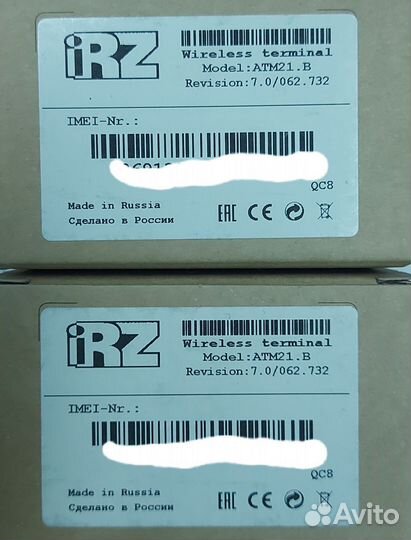 iRZ
Wireless terminal
Model:ATM21.B
Revision:7.0/062.732
IMEI-Nr.:
QC8
Made in Russia
Сделано в России
EAC CE
iRZ
Wireless terminal
Model:ATM21.B
Revision:7.0/062.732
IMEI-Nr.:
QC8
Made in Russia
Сделано в России
EAC CE
Avito